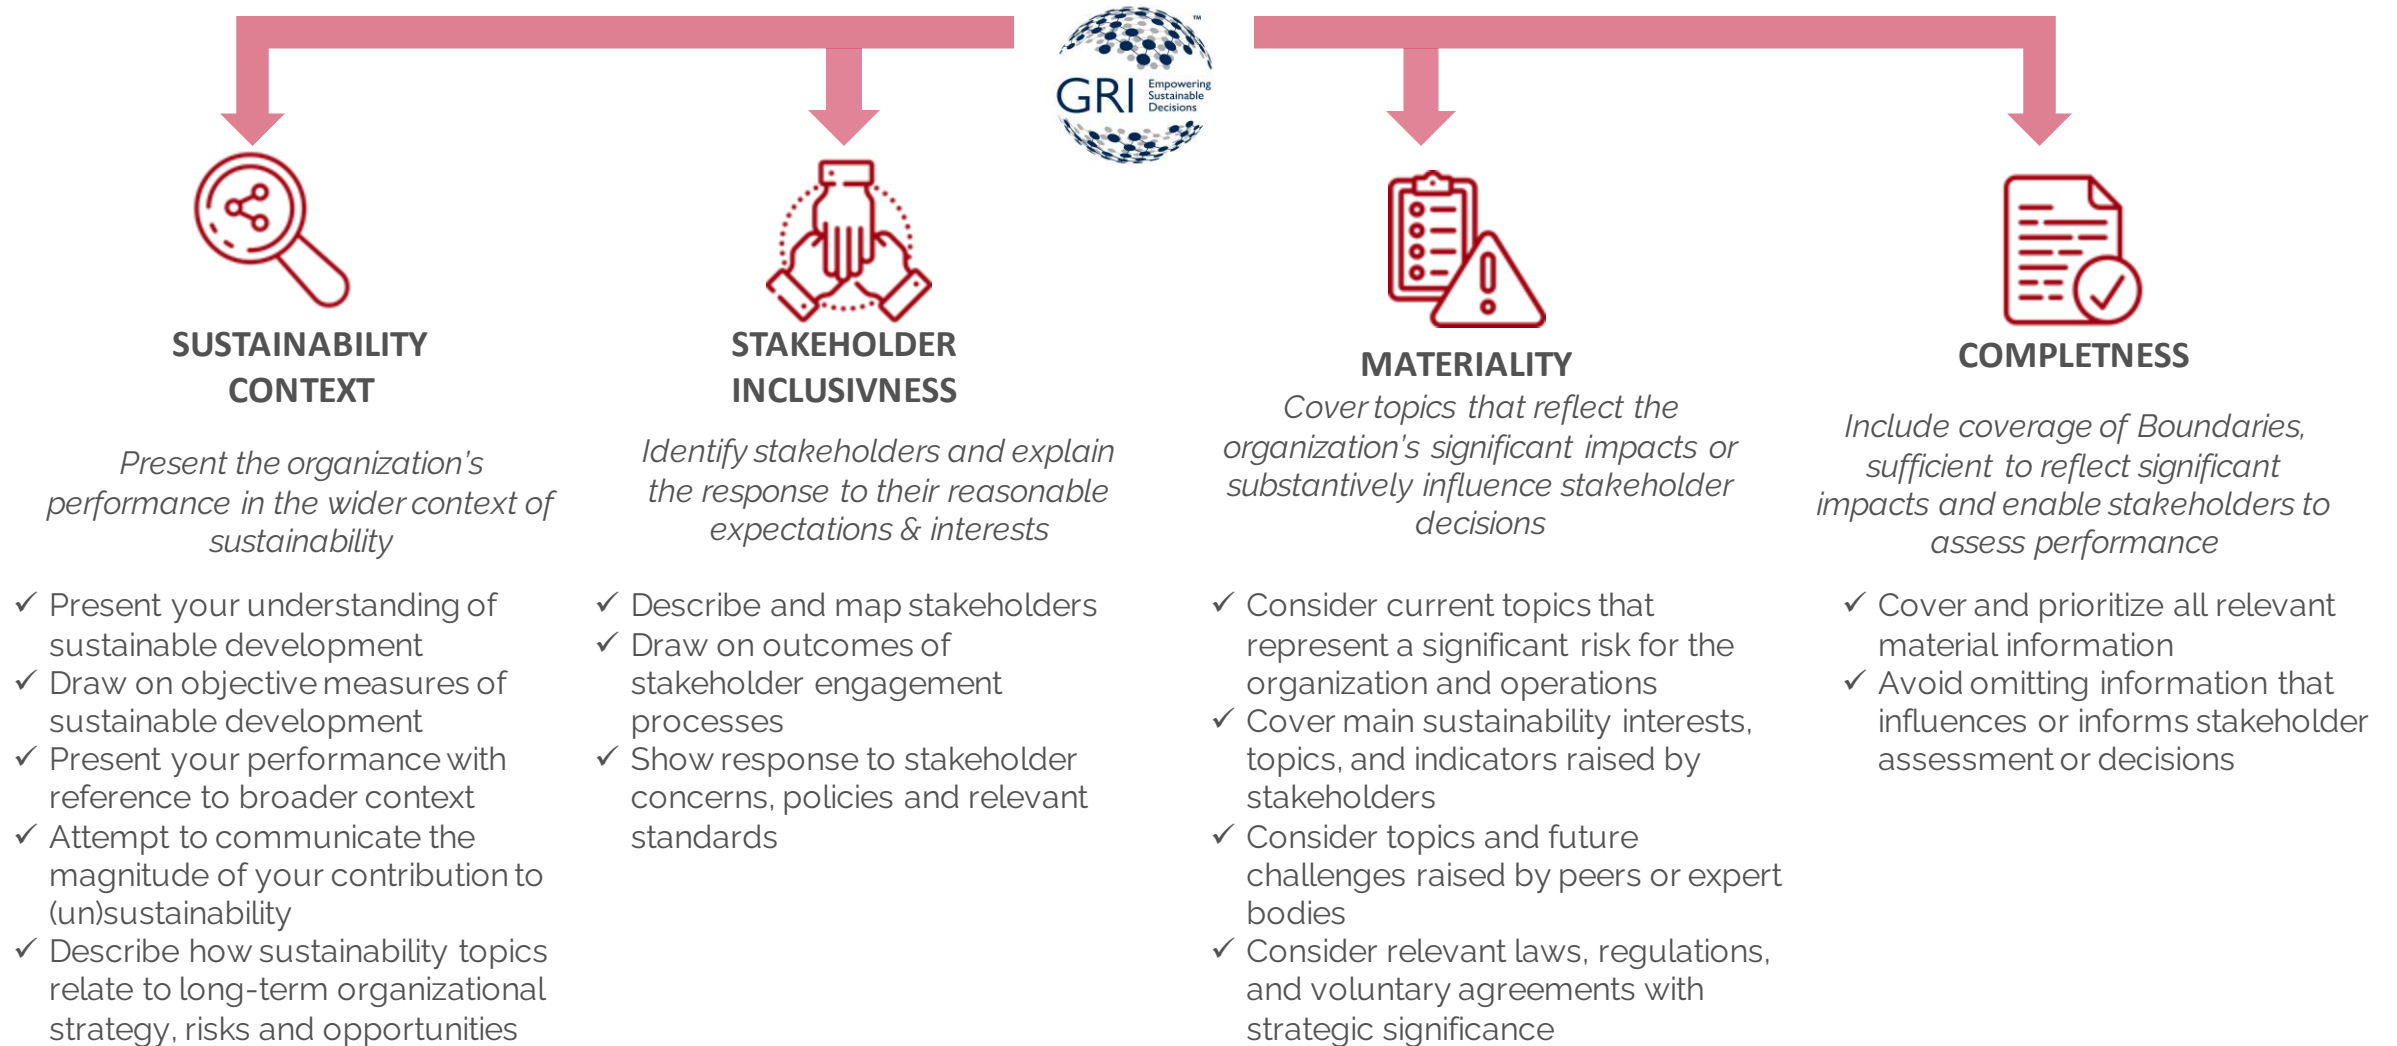 GRI
Empowering
Sustainable
Decisions
™
SUSTAINABILITY
CONTEXT
Present the organization's
performance in the wider context of
sustainability
✓ Present your understanding of
sustainable development
✓ Draw on objective measures of
sustainable development
✓ Present your performance with
reference to broader context
✓ Attempt to communicate the
magnitude of your contribution to
(un)sustainability
✓ Describe how sustainability topics
relate to long-term organizational
strategy, risks and opportunities
STAKEHOLDER
INCLUSIVNESS
Identify stakeholders and explain
the response to their reasonable
expectations & interests
✓ Describe and map stakeholders
✓ Draw on outcomes of
stakeholder engagement
processes
✓ Show response to stakeholder
concerns, policies and relevant
standards
MATERIALITY
Cover topics that reflect the
organization's significant impacts or
substantively influence stakeholder
decisions
✓ Consider current topics that
represent a significant risk for the
organization and operations
✓ Cover main sustainability interests,
topics, and indicators raised by
stakeholders
✓ Consider topics and future
challenges raised by peers or expert
bodies
✓ Consider relevant laws, regulations,
and voluntary agreements with
strategic significance
COMPLETNESS
Include coverage of Boundaries,
sufficient to reflect significant
impacts and enable stakeholders to
assess performance
✓ Cover and prioritize all relevant
material information
✓ Avoid omitting information that
influences or informs stakeholder
assessment or decisions